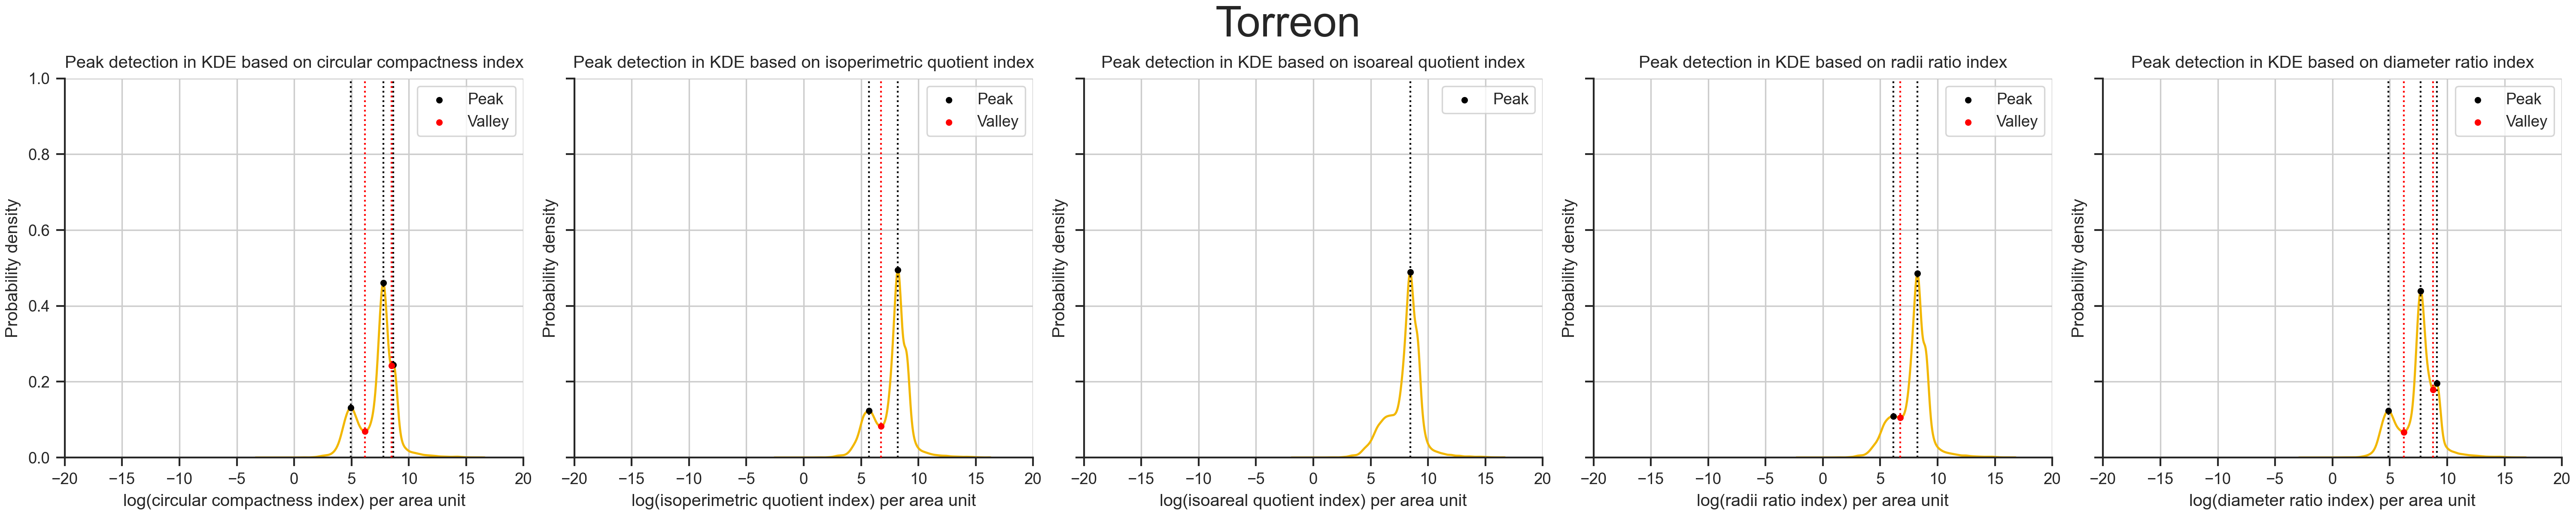 Torreon
Peak detection in KDE based on circular compactness index
Peak
Valley
Probability density
1.0
0.8
0.6
0.4
0.2
0.0
−20 −15 −10 −5 0 5 10 15 20
log(circular compactness index) per area unit
Peak detection in KDE based on isoperimetric quotient index
Peak
Valley
Probability density
−20 −15 −10 −5 0 5 10 15 20
log(isoperimetric quotient index) per area unit
Peak detection in KDE based on isoareal quotient index
Peak
Probability density
−20 −15 −10 −5 0 5 10 15 20
log(isoareal quotient index) per area unit
Peak detection in KDE based on radii ratio index
Peak
Valley
Probability density
−20 −15 −10 −5 0 5 10 15 20
log(radii ratio index) per area unit
Peak detection in KDE based on diameter ratio index
Peak
Valley
Probability density
−20 −15 −10 −5 0 5 10 15 20
log(diameter ratio index) per area unit